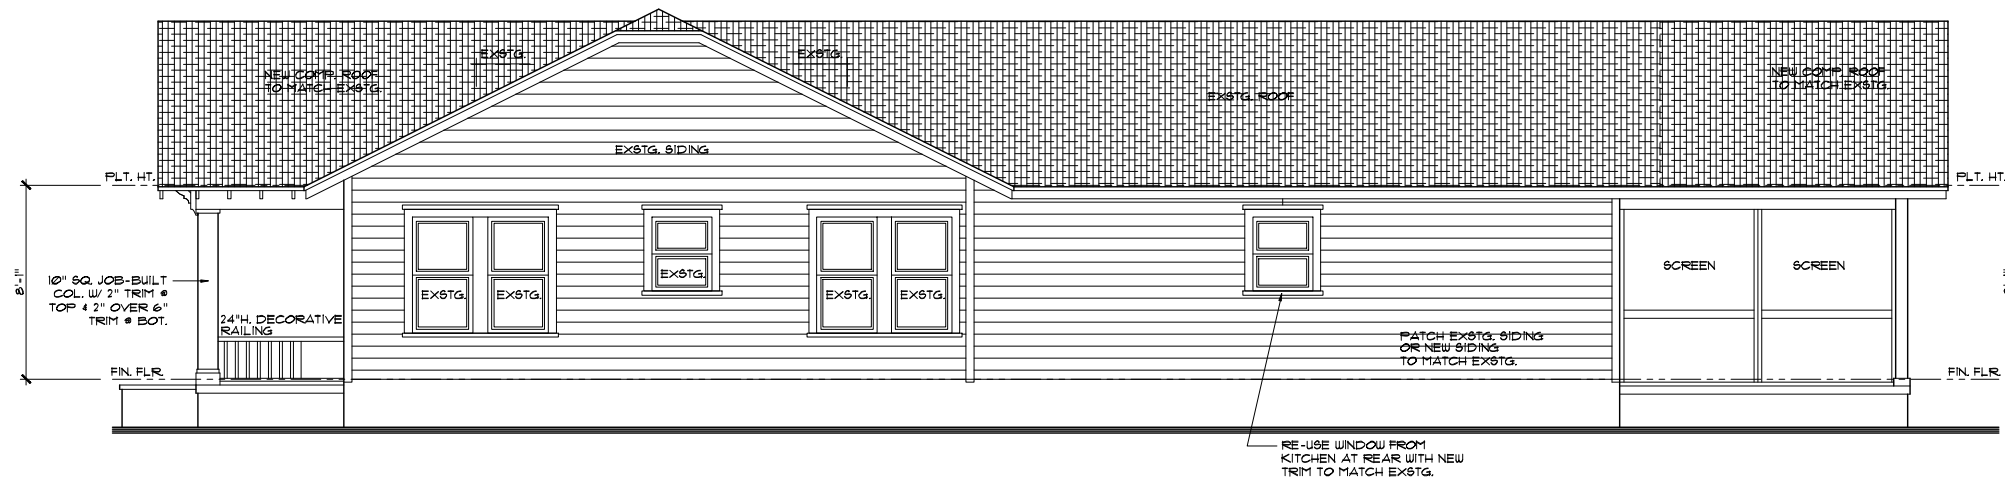 EXSTG.
EXSTG.
NEW COMP. ROOF
TO MATCH EXSTG.
NEW COMP. ROOF
TO MATCH EXSTG.
EXSTG. ROOF
EXSTG. SIDING
PLT. HT.
PLT. HT.
8'-1"
10" SQ. JOB-BUILT
COL. W/ 2" TRIM @
TOP & 2" OVER 6"
TRIM @ BOT.
24"H. DECORATIVE
RAILING
EXSTG.
EXSTG.
EXSTG.
EXSTG.
EXSTG.
SCREEN
SCREEN
PATCH EXSTG. SIDING
OR NEW SIDING
TO MATCH EXSTG.
FIN. FLR.
FIN. FLR.
RE-USE WINDOW FROM
KITCHEN AT REAR WITH NEW
TRIM TO MATCH EXSTG.